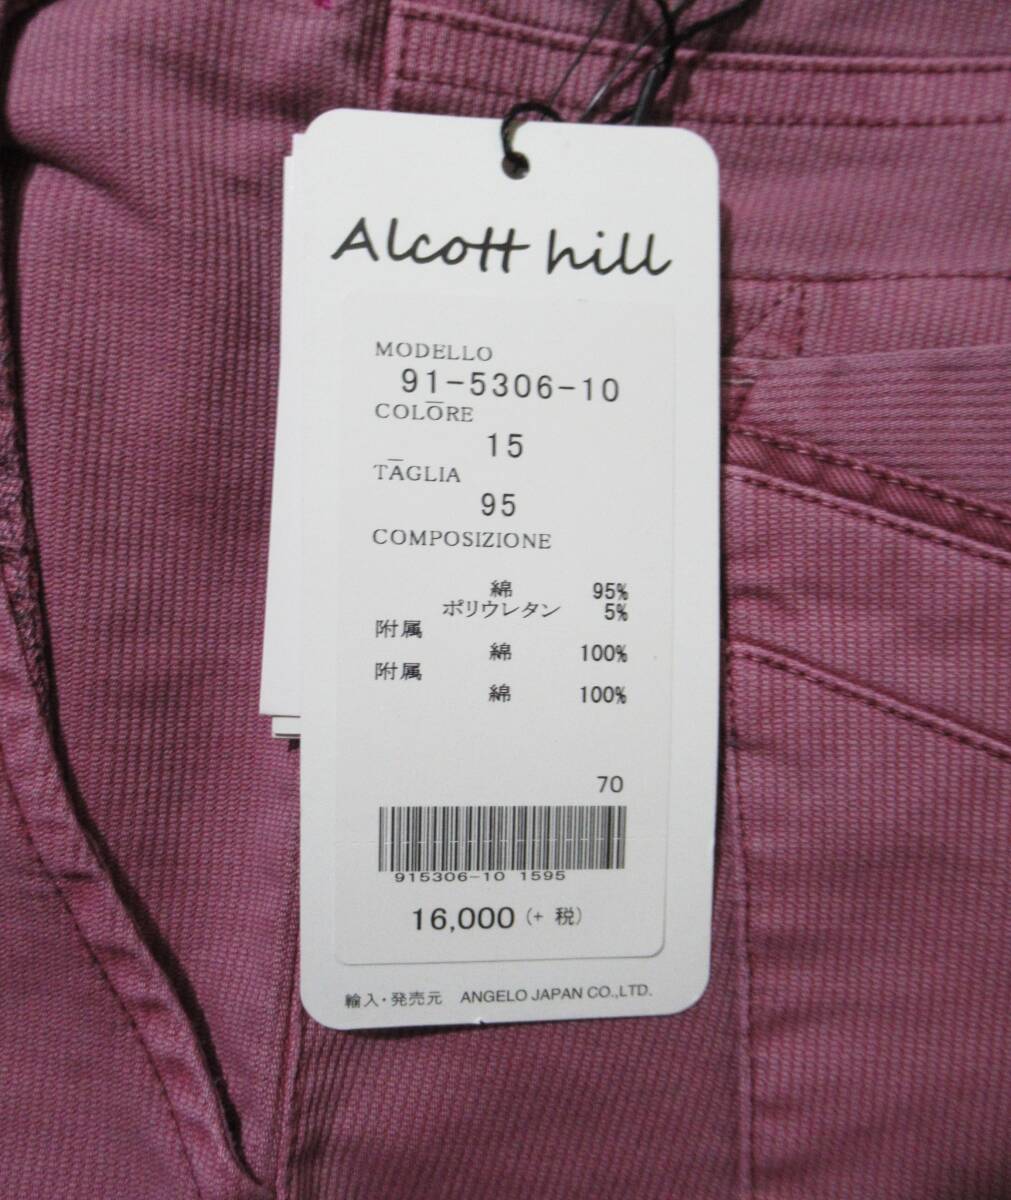 Alcott hill
MODELLO
91-5306-10
COLORE
15
TAGLIA
95
COMPOSIZIONE
綿 95%
ポリウレタン 5%
附属
綿 100%
附属
綿 100%
70
915306-10 1595
16,000 (+ 税)
輸入・発売元 ANGELO JAPAN CO.,LTD.